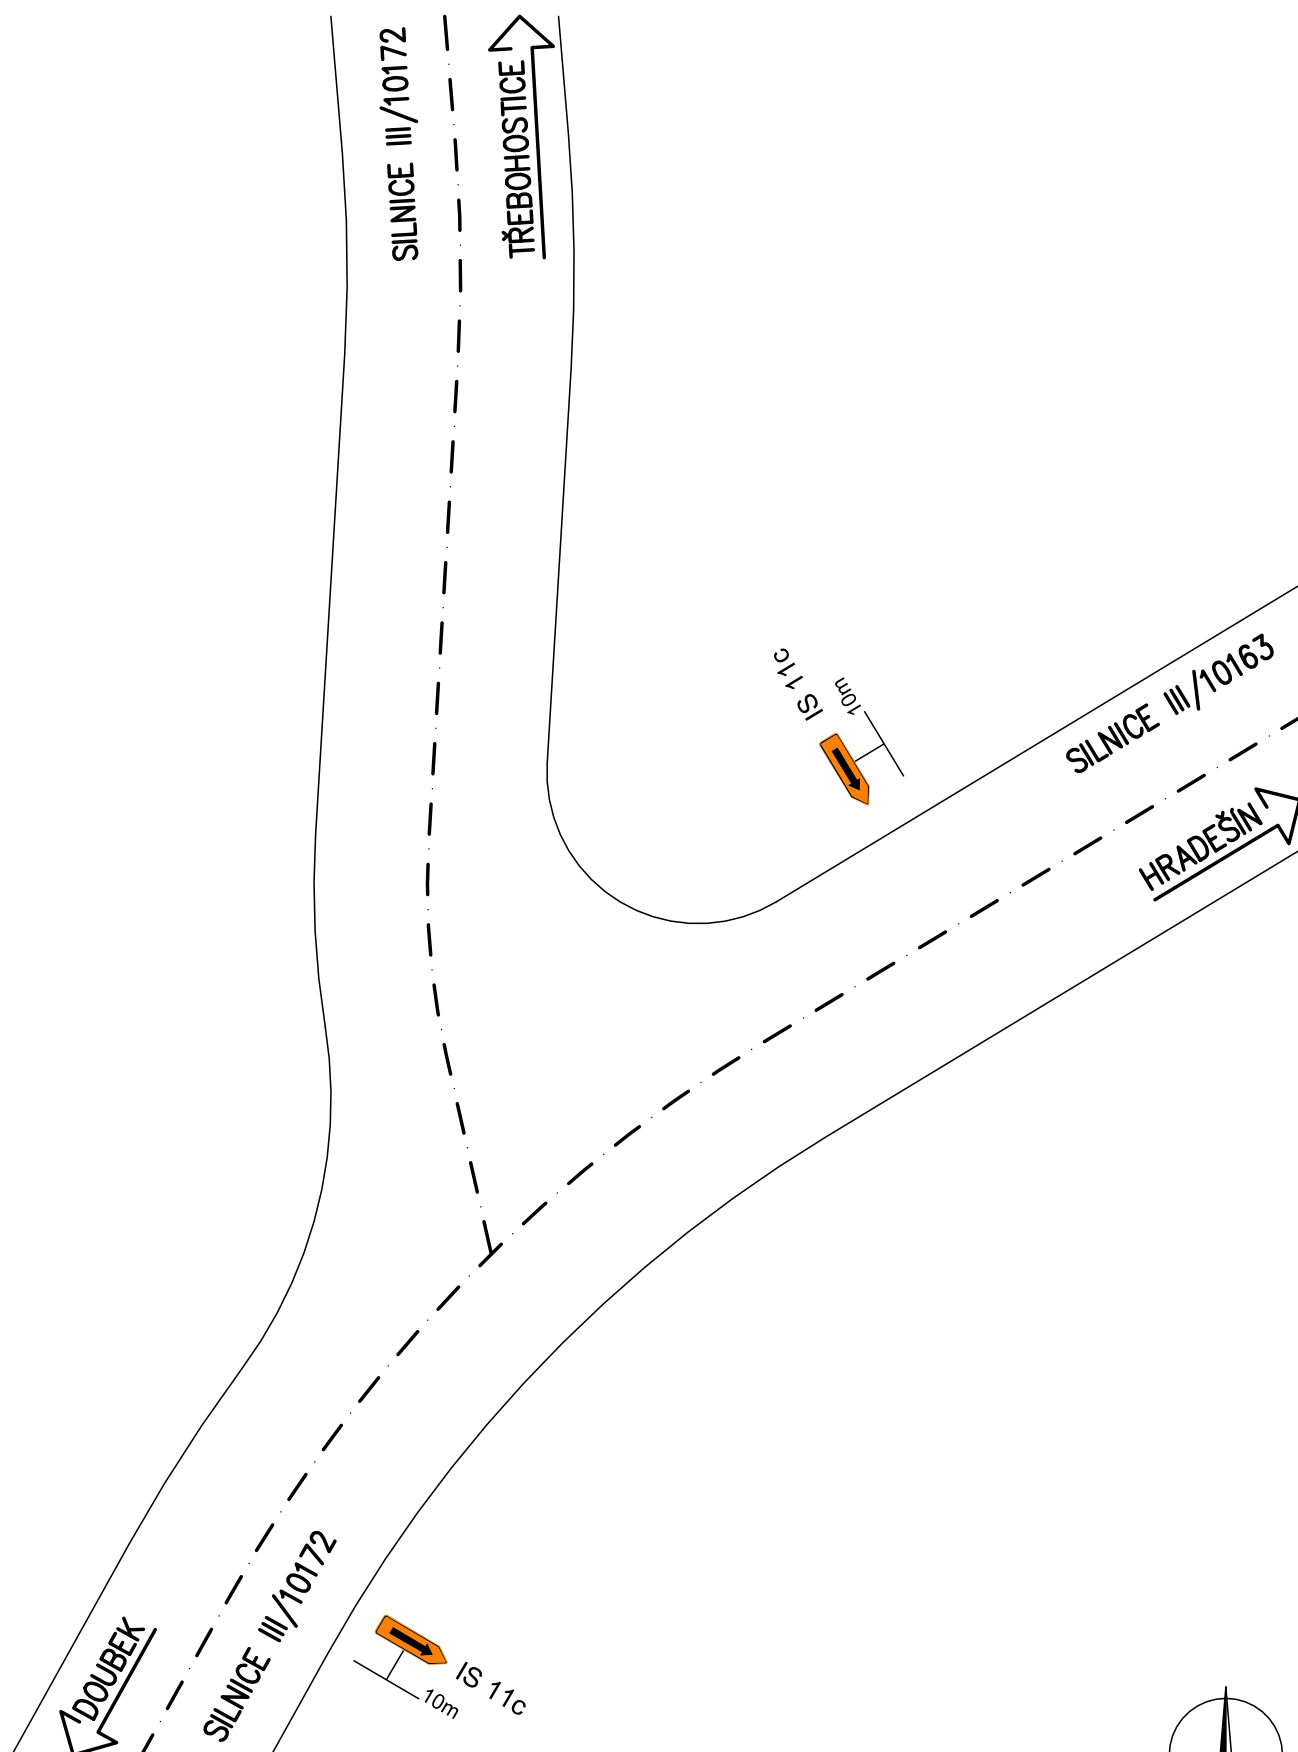 SILNICE III/10172
TŘEBOHOSTICE
IS 11c
10m
SILNICE III/10163
HRADEŠÍN
DOUBEK
SILNICE III/10172
IS 11c
10m